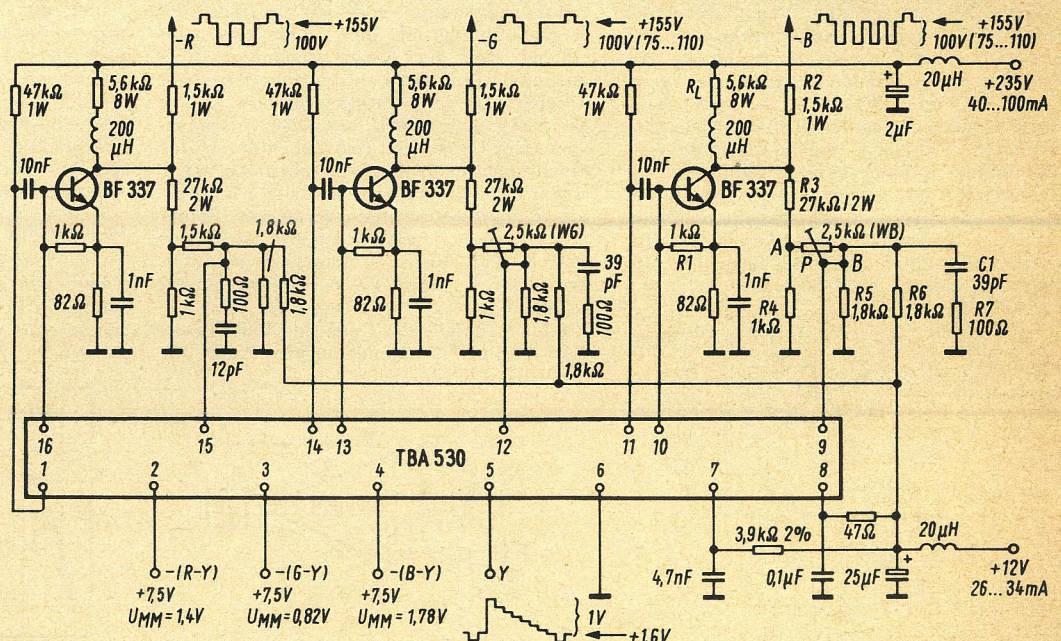 -R
+155V
100V
-G
+155V
100V(75...110)
-B
+155V
100V(75...110)
47kΩ
1W
5,6kΩ
8W
1,5kΩ
1W
47kΩ
1W
5,6kΩ
8W
1,5kΩ
1W
47kΩ
1W
RL
5,6kΩ
8W
R2
1,5kΩ
1W
+
2µF
20µH
+235V
40...100mA
200
µH
200
µH
200
µH
10nF
BF 337
27kΩ
2W
10nF
BF 337
27kΩ
2W
10nF
BF 337
R3
27kΩ/2W
1kΩ
1,5kΩ
1,8kΩ
1kΩ
2,5kΩ (WG)
1kΩ
R1
A
2,5kΩ (WB)
P
B
1nF
82Ω
1kΩ
100Ω
1,8kΩ
12pF
1nF
82Ω
1kΩ
1,8kΩ
39
pF
100Ω
1,8kΩ
1nF
82Ω
R4
1kΩ
R5
1,8kΩ
R6
1,8kΩ
C1
39pF
R7
100Ω
16
15
14
13
12
11
10
9
TBA 530
1
2
3
4
5
6
7
8
-(R-Y)
+7,5V
UMM=1,4V
-(G-Y)
+7,5V
UMM=0,82V
-(B-Y)
+7,5V
UMM=1,78V
Y
1V
+1,6V
4,7nF
3,9kΩ 2%
0,1µF
47Ω
+
25µF
20µH
+12V
26...34mA